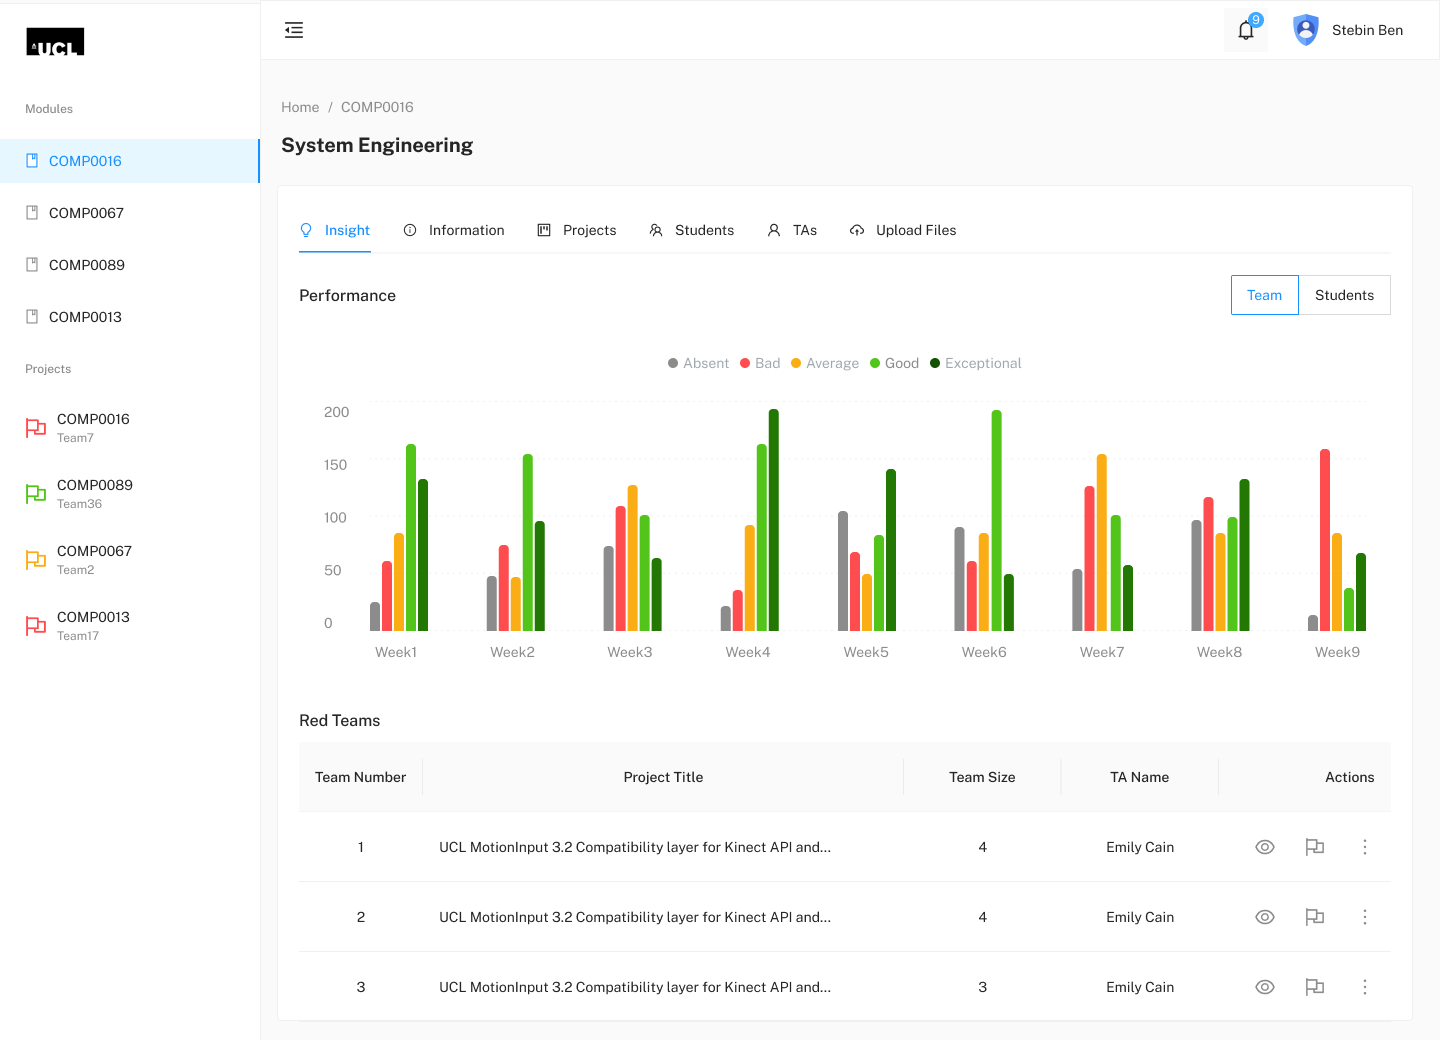 UCL
Modules
COMP0016
COMP0067
COMP0089
COMP0013
Projects
COMP0016
Team7
COMP0089
Team36
COMP0067
Team2
COMP0013
Team17
9
Stebin Ben
Home / COMP0016
System Engineering
Insight Information Projects Students TAs Upload Files
Performance
Team Students
Absent Bad Average Good Exceptional
200
150
100
50
0
Week1 Week2 Week3 Week4 Week5 Week6 Week7 Week8 Week9
Red Teams
Team Number Project Title Team Size TA Name Actions
1 UCL MotionInput 3.2 Compatibility layer for Kinect API and... 4 Emily Cain
2 UCL MotionInput 3.2 Compatibility layer for Kinect API and... 4 Emily Cain
3 UCL MotionInput 3.2 Compatibility layer for Kinect API and... 3 Emily Cain